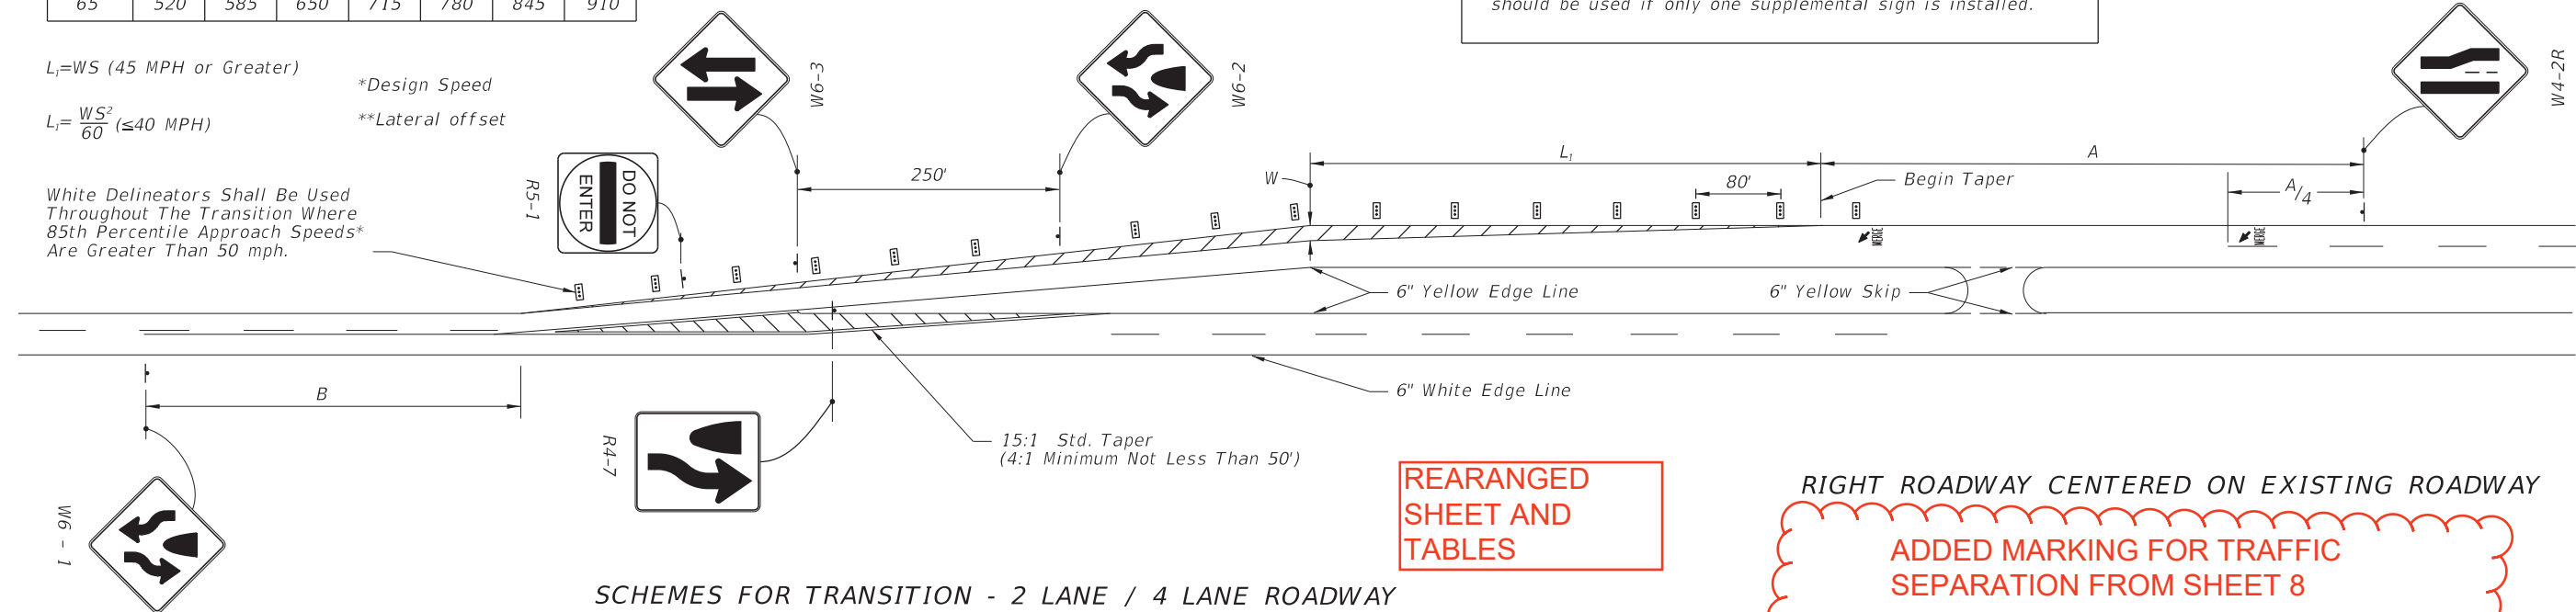 65 520 585 650 715 780 845 910
should be used if only one supplemental sign is installed.
L₁=WS (45 MPH or Greater)
*Design Speed
L₁= WS²/60 (≤40 MPH)
**Lateral offset
White Delineators Shall Be Used
Throughout The Transition Where
85th Percentile Approach Speeds*
Are Greater Than 50 mph.
R5-1
DO NOT
ENTER
W6-3
W6-2
W4-2R
250'
W
L₁
80'
Begin Taper
A
A/4
MERGE
MERGE
6" Yellow Edge Line
6" Yellow Skip
6" White Edge Line
B
15:1 Std. Taper
(4:1 Minimum Not Less Than 50')
R4-7
W6 - 1
REARANGED
SHEET AND
TABLES
RIGHT ROADWAY CENTERED ON EXISTING ROADWAY
ADDED MARKING FOR TRAFFIC
SEPARATION FROM SHEET 8
SCHEMES FOR TRANSITION - 2 LANE / 4 LANE ROADWAY